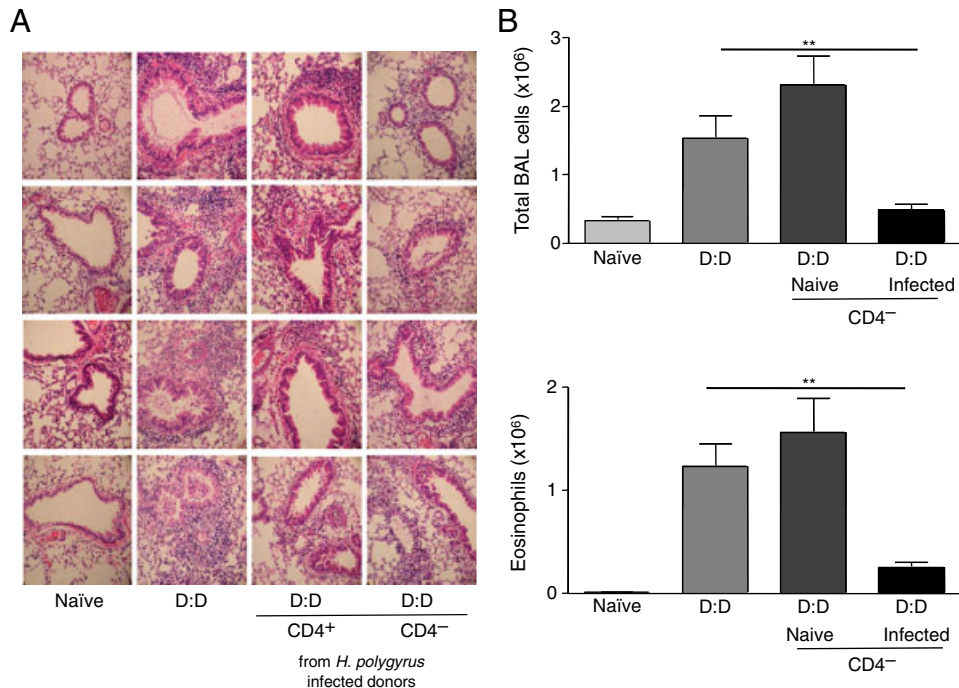 A
Naïve D:D D:D D:D
CD4+ CD4–
from H. polygyrus
infected donors
B
Total BAL cells (x10⁶)
3
2
1
0
**
Naïve D:D D:D D:D
Naive Infected
CD4–
Eosinophils (x10⁶)
2
1
0
**
Naïve D:D D:D D:D
Naive Infected
CD4–